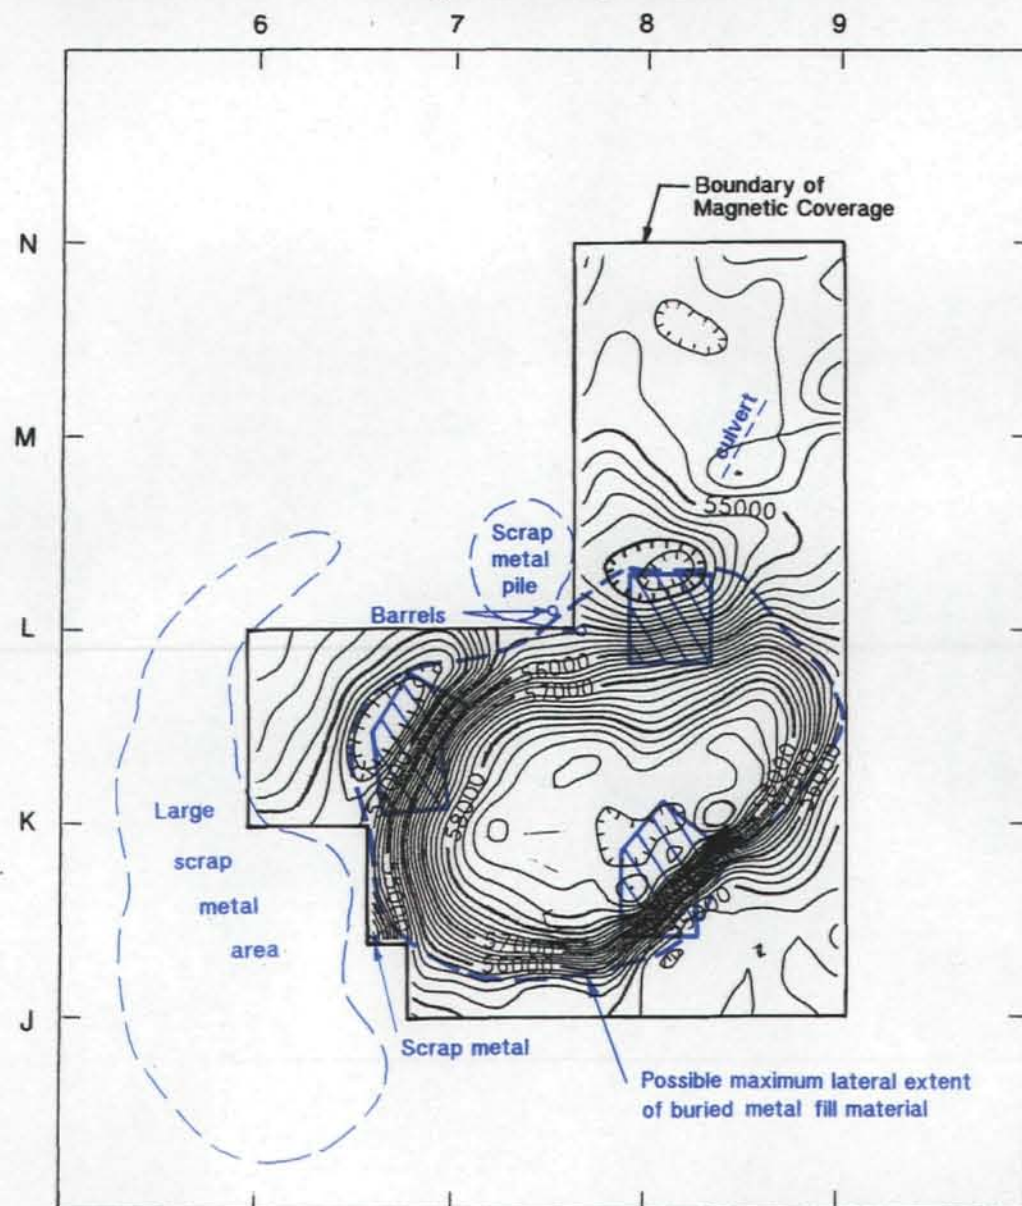 6 7 8 9
Boundary of
Magnetic Coverage
N
M
culvert
55000
Scrap
metal
pile
Barrels
L
56000
57000
58000
K
Large
scrap
metal
area
57000
56000
J
Scrap metal
Possible maximum lateral extent
of buried metal fill material